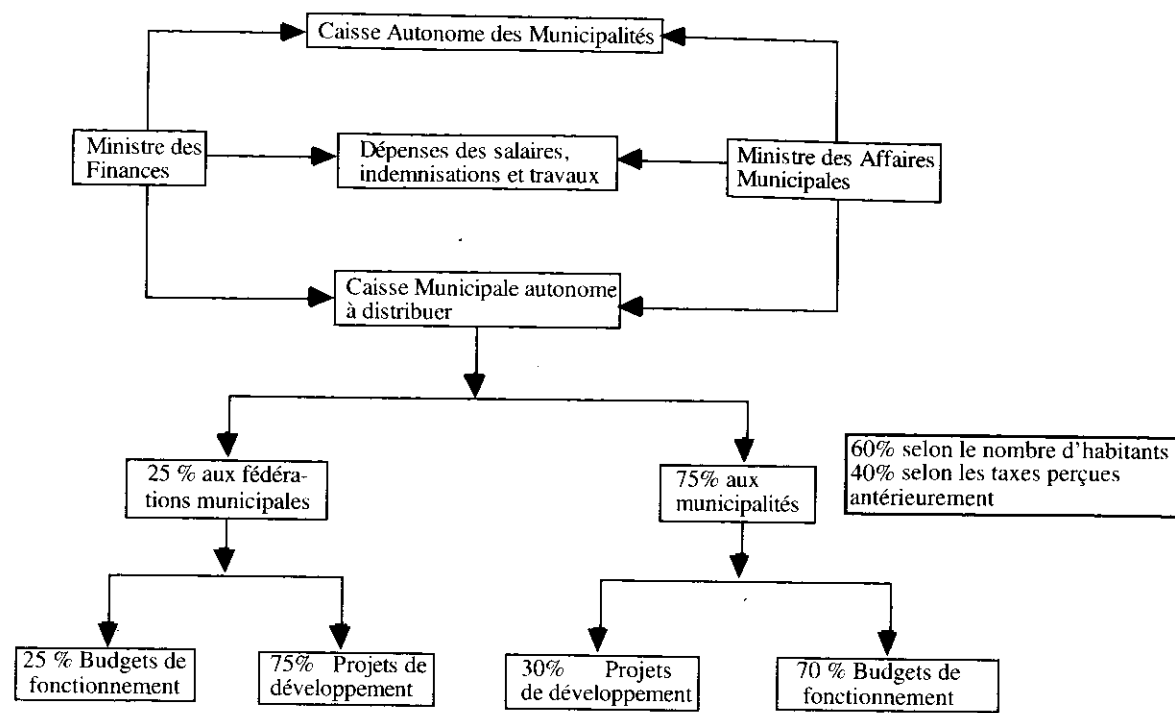 Caisse Autonome des Municipalités
Ministre des
Finances
Dépenses des salaires,
indemnisations et travaux
Ministre des Affaires
Municipales
Caisse Municipale autonome
à distribuer
25 % aux fédéra-
tions municipales
75% aux
municipalités
60% selon le nombre d'habitants
40% selon les taxes perçues
antérieurement
25 % Budgets de
fonctionnement
75% Projets de
développement
30% Projets
de développement
70 % Budgets de
fonctionnement